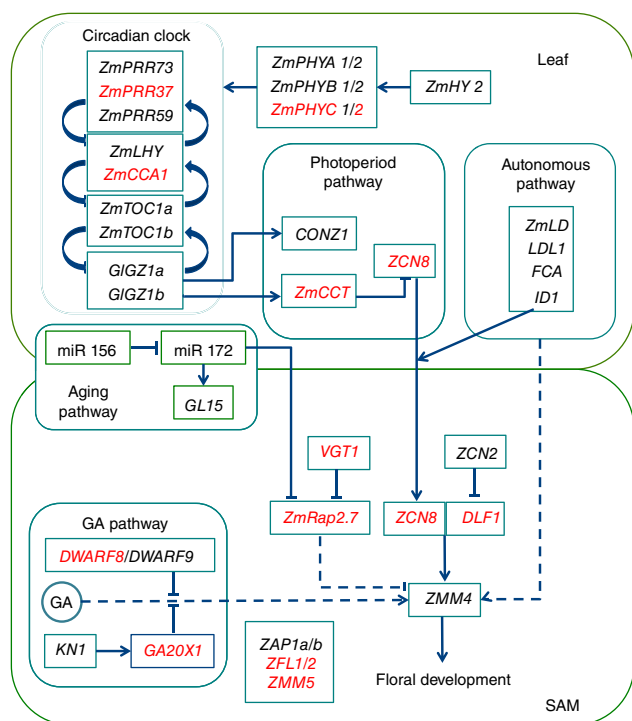 Circadian clock
ZmPRR73
ZmPRR37
ZmPRR59
ZmLHY
ZmCCA1
ZmTOC1a
ZmTOC1b
GIGZ1a
GIGZ1b
ZmPHYA 1/2
ZmPHYB 1/2
ZmPHYC 1/2
ZmHY 2
Leaf
Photoperiod
pathway
CONZ1
ZCN8
ZmCCT
Autonomous
pathway
ZmLD
LDL1
FCA
ID1
miR 156
miR 172
Aging
pathway
GL15
VGT1
ZCN2
ZmRap2.7
ZCN8
DLF1
GA pathway
DWARF8/DWARF9
GA
ZMM4
KN1
GA20X1
ZAP1a/b
ZFL1/2
ZMM5
Floral development
SAM